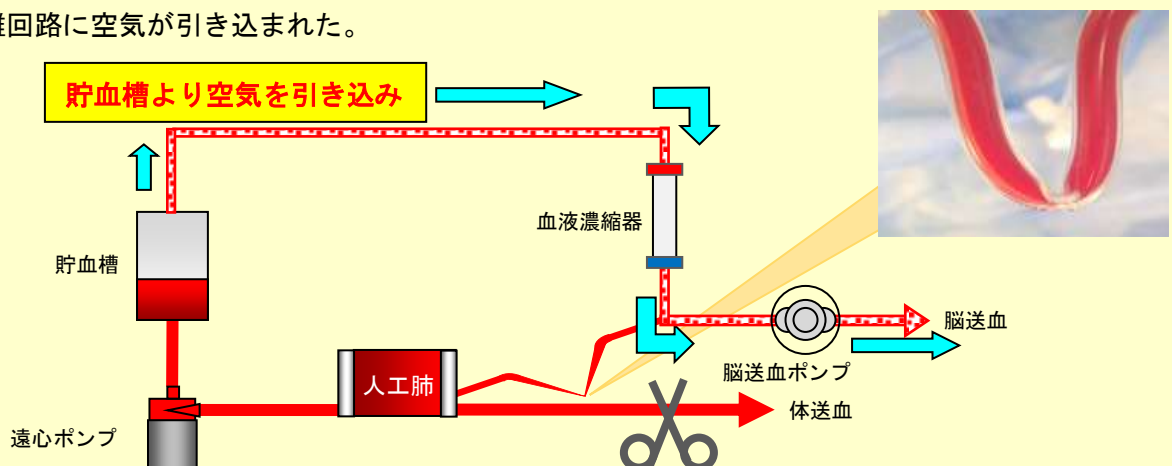 回路に空気が引き込まれた。
貯血槽より空気を引き込み
血液濃縮器
貯血槽
脳送血
脳送血ポンプ
人工肺
体送血
遠心ポンプ